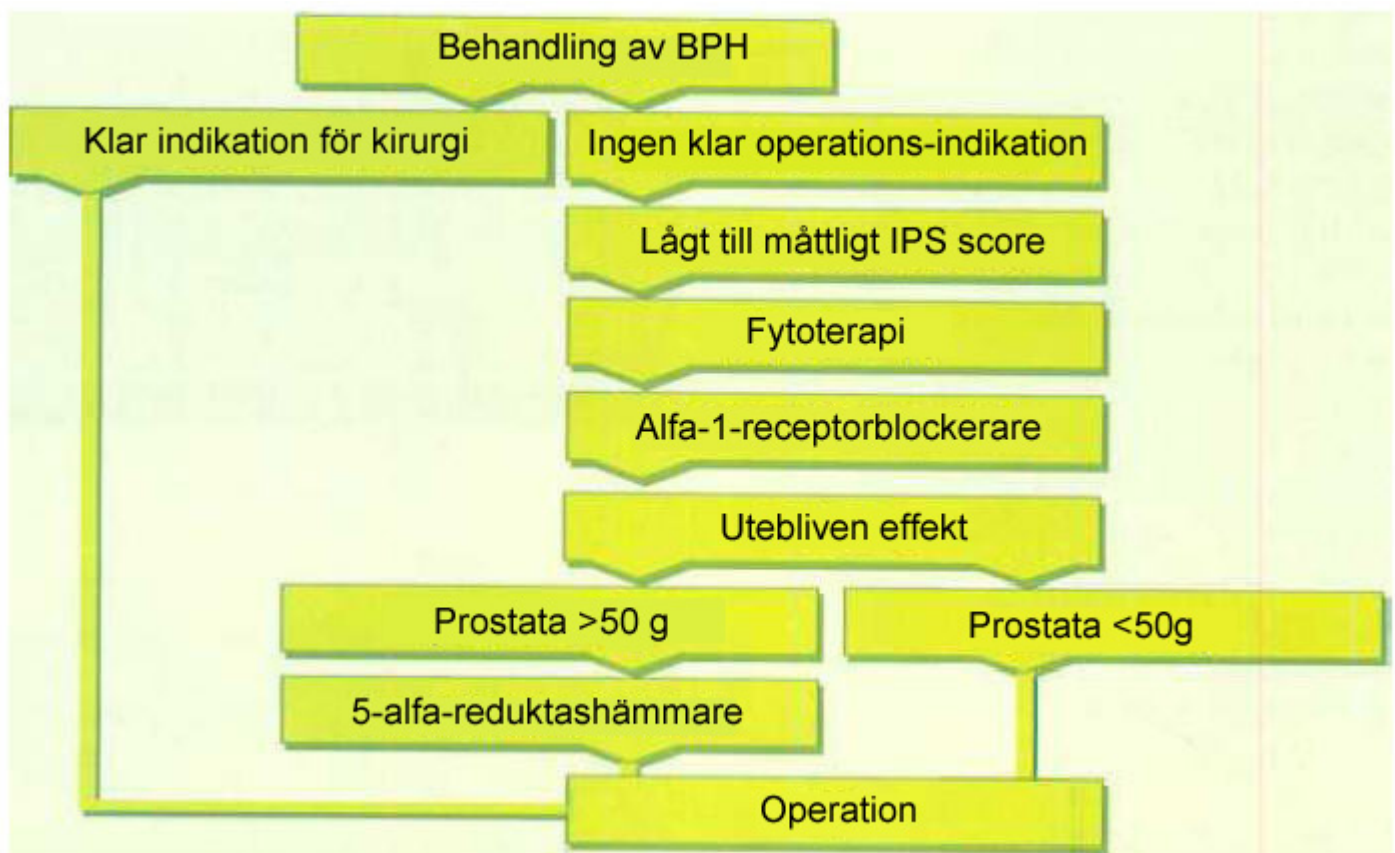 Behandling av BPH
Klar indikation för kirurgi
Ingen klar operations-indikation
Lågt till måttligt IPS score
Fytoterapi
Alfa-1-receptorblockerare
Utebliven effekt
Prostata >50 g
Prostata <50g
5-alfa-reduktashämmare
Operation